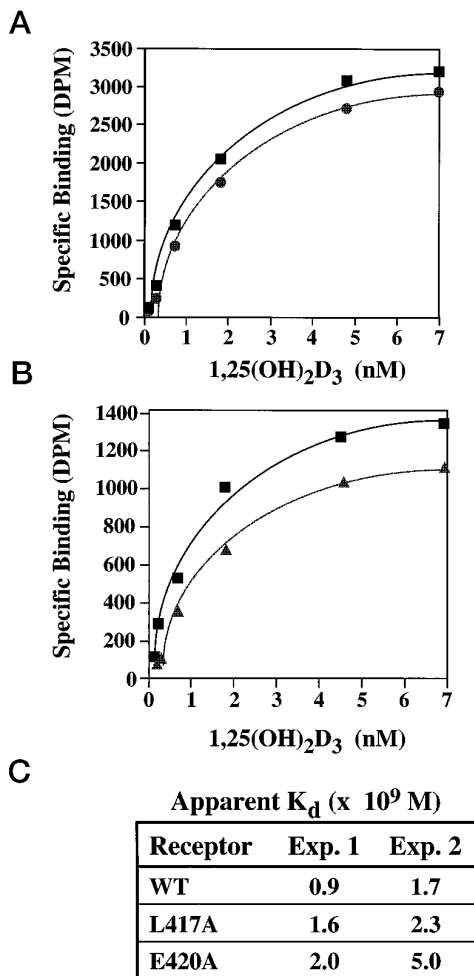 A
Specific Binding (DPM)
3500
3000
2500
2000
1500
1000
500
0
0 1 2 3 4 5 6 7
1,25(OH)₂D₃ (nM)
B
Specific Binding (DPM)
1400
1200
1000
800
600
400
200
0
0 1 2 3 4 5 6 7
1,25(OH)₂D₃ (nM)
C
Apparent K_d (x 10⁹ M)
Receptor Exp. 1 Exp. 2
WT 0.9 1.7
L417A 1.6 2.3
E420A 2.0 5.0